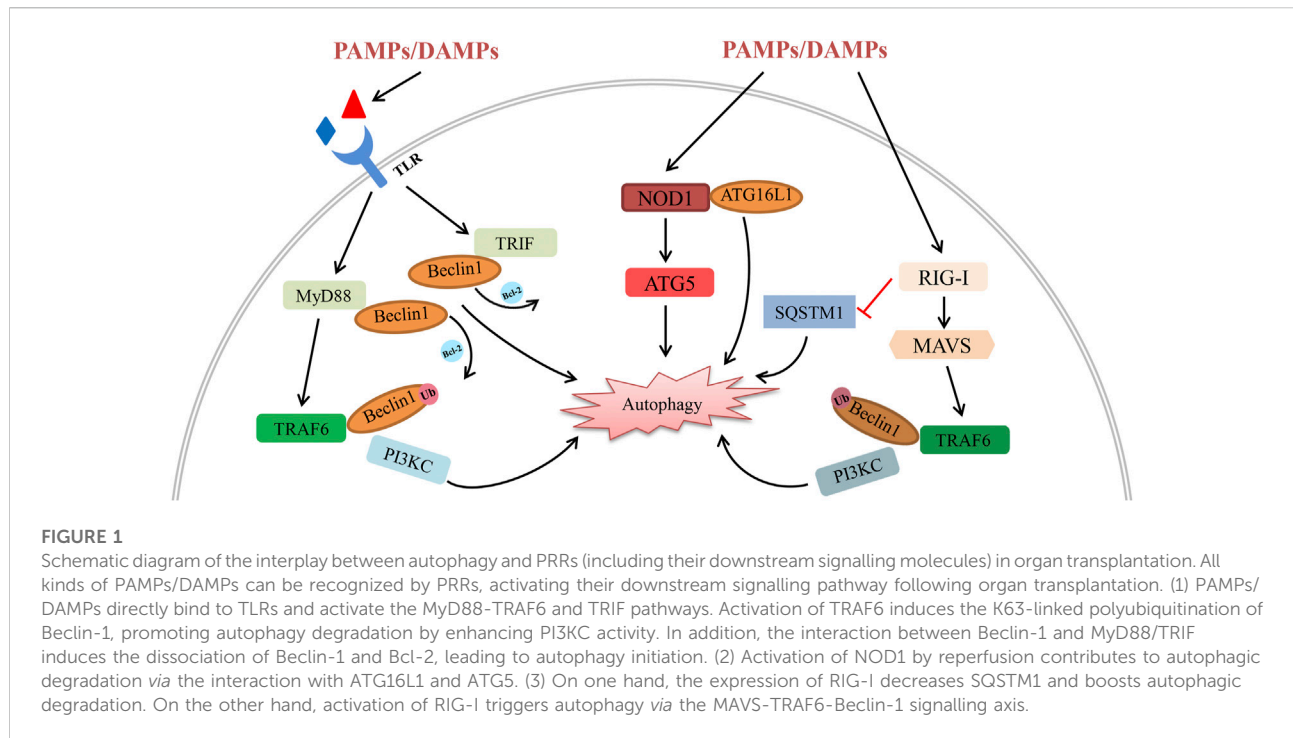 PAMPs/DAMPs
PAMPs/DAMPs
TLR
NOD1
ATG16L1
TRIF
Beclin1
Bcl-2
MyD88
Beclin1
Bcl-2
ATG5
RIG-I
SQSTM1
MAVS
Beclin1
Ub
TRAF6
PI3KC
Autophagy
Ub
Beclin1
TRAF6
PI3KC
FIGURE 1
Schematic diagram of the interplay between autophagy and PRRs (including their downstream signalling molecules) in organ transplantation. All
kinds of PAMPs/DAMPs can be recognized by PRRs, activating their downstream signalling pathway following organ transplantation. (1) PAMPs/
DAMPs directly bind to TLRs and activate the MyD88-TRAF6 and TRIF pathways. Activation of TRAF6 induces the K63-linked polyubiquitination of
Beclin-1, promoting autophagy degradation by enhancing PI3KC activity. In addition, the interaction between Beclin-1 and MyD88/TRIF
induces the dissociation of Beclin-1 and Bcl-2, leading to autophagy initiation. (2) Activation of NOD1 by reperfusion contributes to autophagic
degradation via the interaction with ATG16L1 and ATG5. (3) On one hand, the expression of RIG-I decreases SQSTM1 and boosts autophagic
degradation. On the other hand, activation of RIG-I triggers autophagy via the MAVS-TRAF6-Beclin-1 signalling axis.